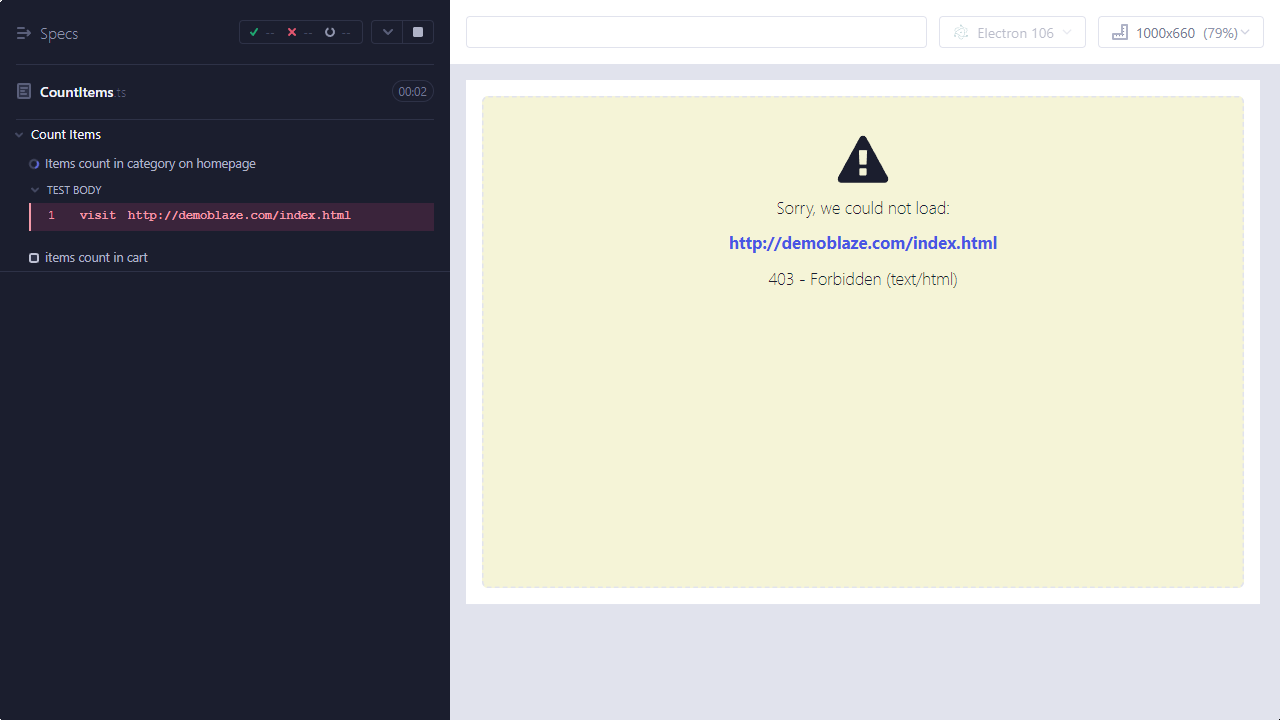 Specs
-- -- --
CountItems ts
00:02
Count Items
Items count in category on homepage
TEST BODY
1 visit http://demoblaze.com/index.html
items count in cart
Electron 106
1000x660 (79%)
Sorry, we could not load:
http://demoblaze.com/index.html
403 - Forbidden (text/html)